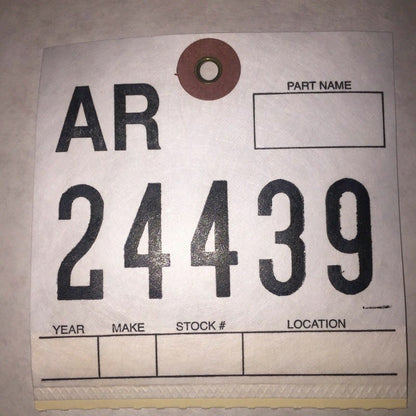 AR
PART NAME
24439
YEAR MAKE STOCK # LOCATION